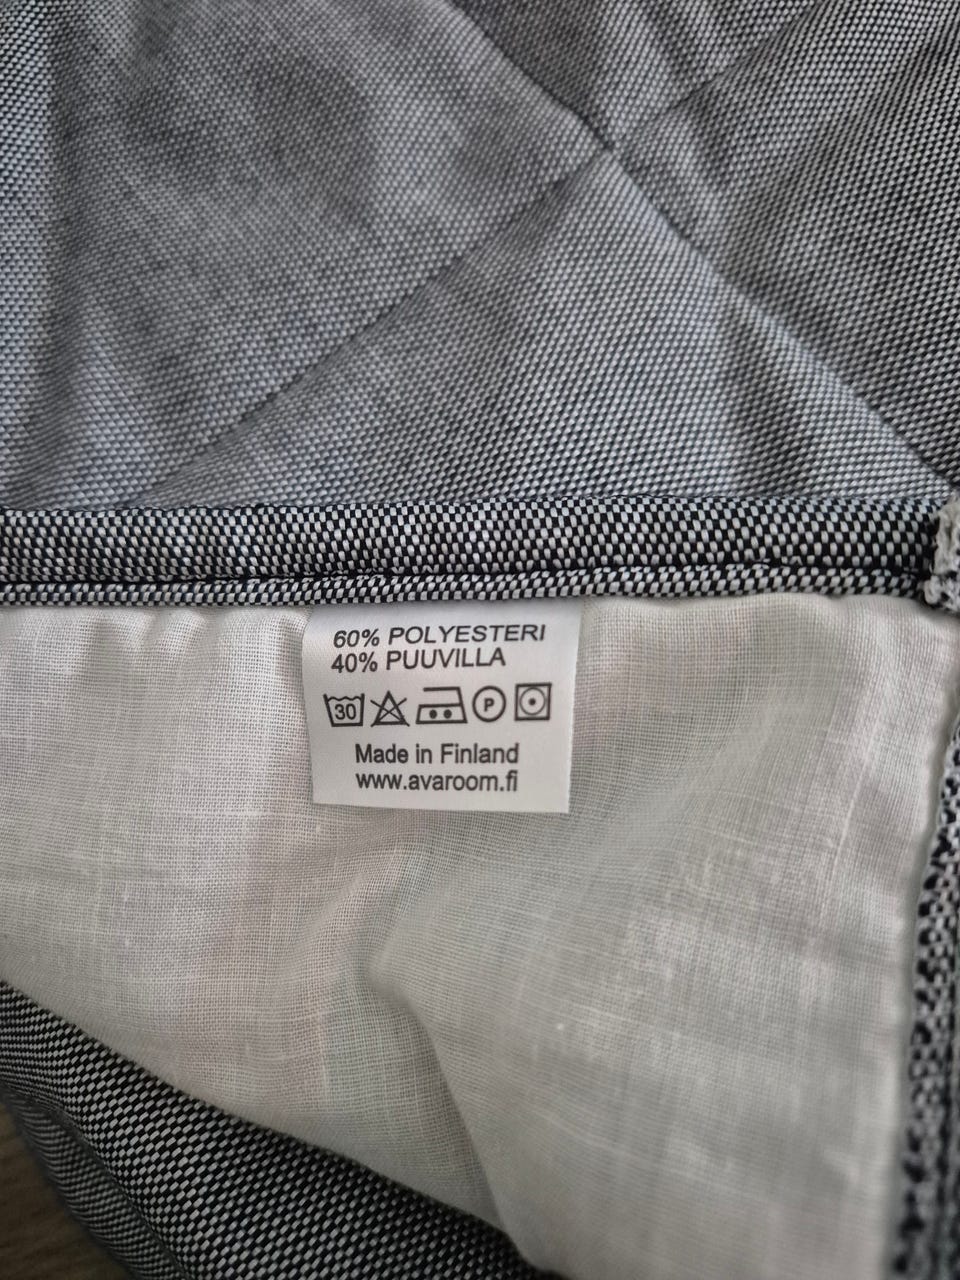 60% POLYESTERI
40% PUUVILLA
30 P
Made in Finland
www.avaroom.fi